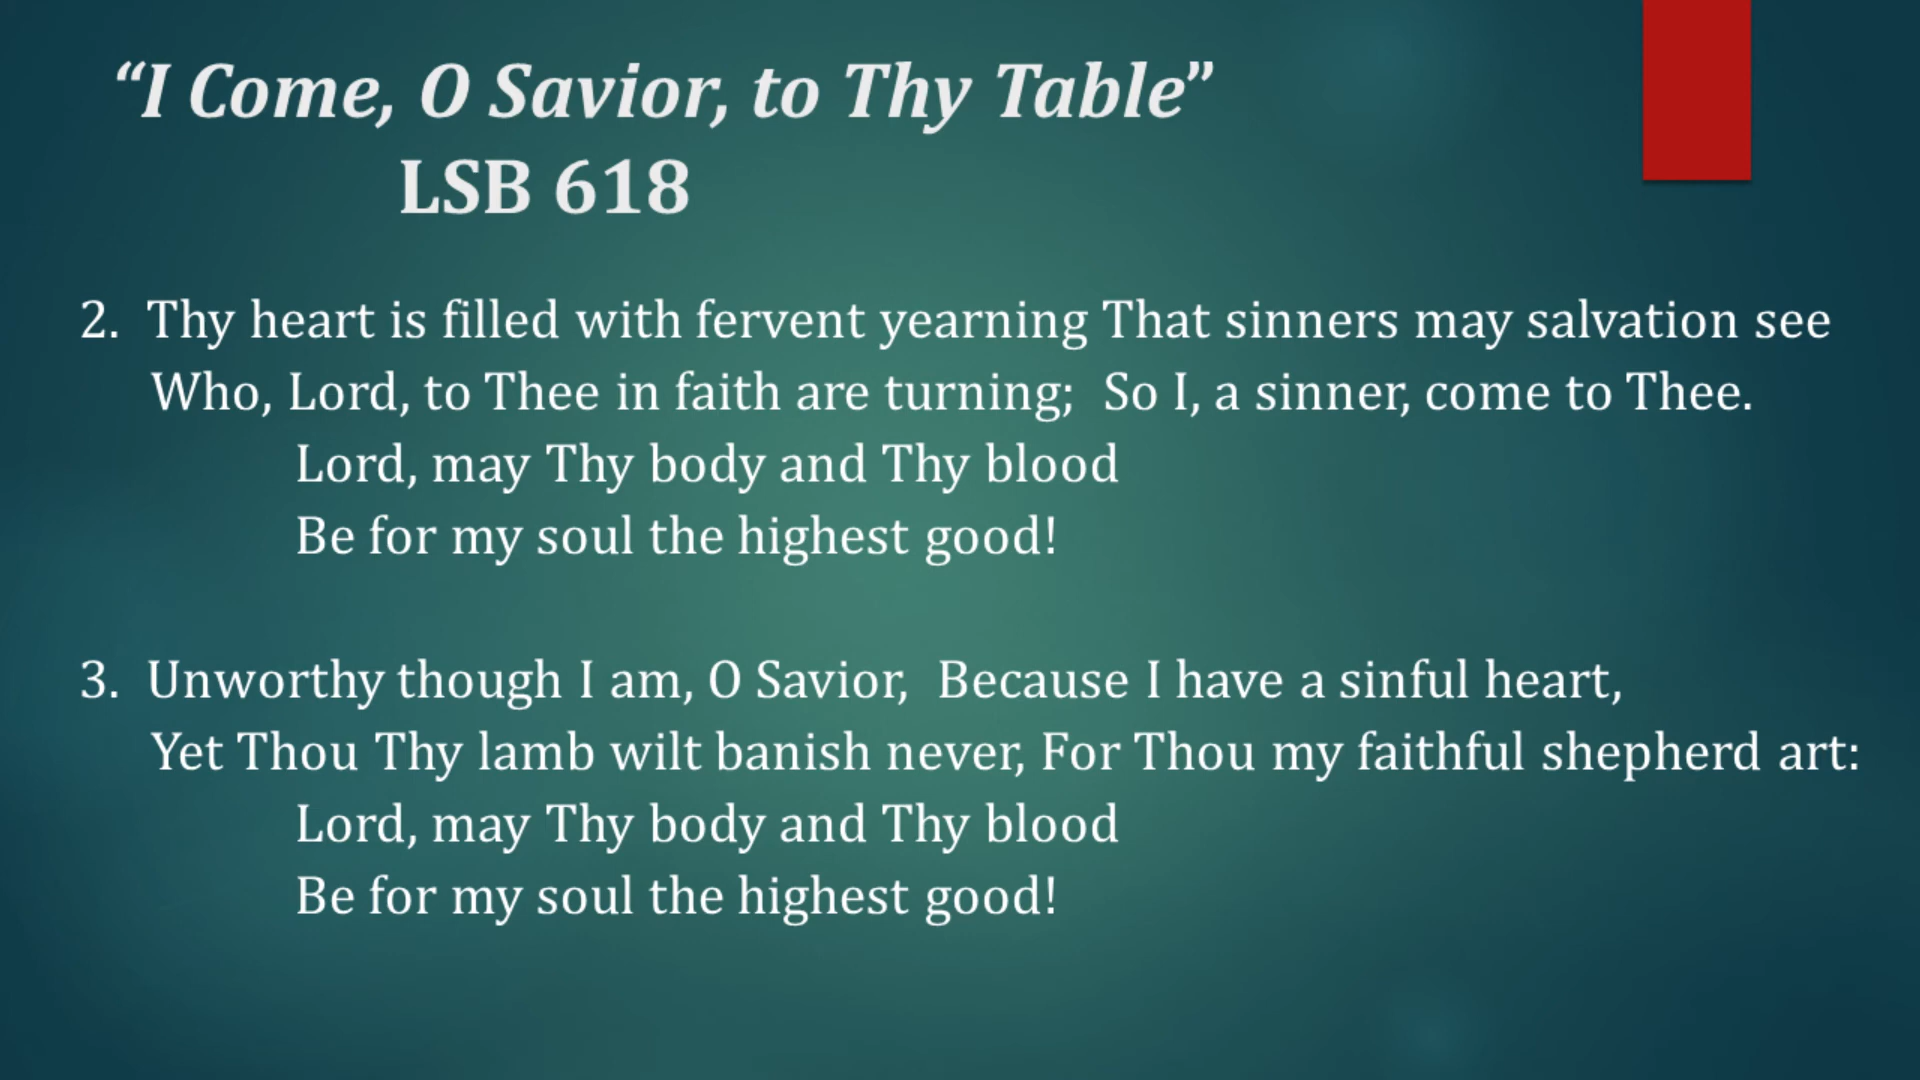 “I Come, O Savior, to Thy Table”
LSB 618
2. Thy heart is filled with fervent yearning That sinners may salvation see
Who, Lord, to Thee in faith are turning; So I, a sinner, come to Thee.
Lord, may Thy body and Thy blood
Be for my soul the highest good!
3. Unworthy though I am, O Savior, Because I have a sinful heart,
Yet Thou Thy lamb wilt banish never, For Thou my faithful shepherd art:
Lord, may Thy body and Thy blood
Be for my soul the highest good!